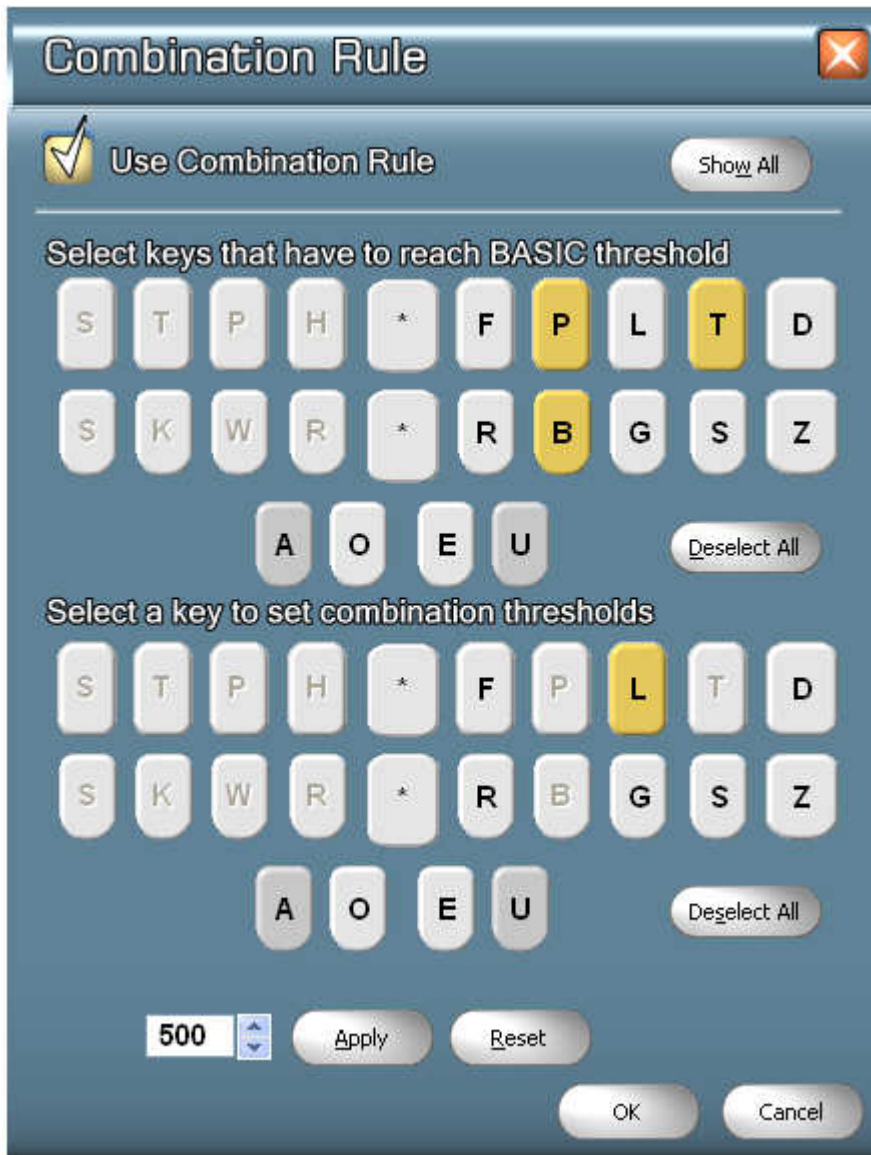 Combination Rule
Use Combination Rule Show All
Select keys that have to reach BASIC threshold
S T P H * F P L T D
S K W R * R B G S Z
A O E U Deselect All
Select a key to set combination thresholds
S T P H * F P L T D
S K W R * R B G S Z
A O E U Deselect All
500 Apply Reset
OK Cancel